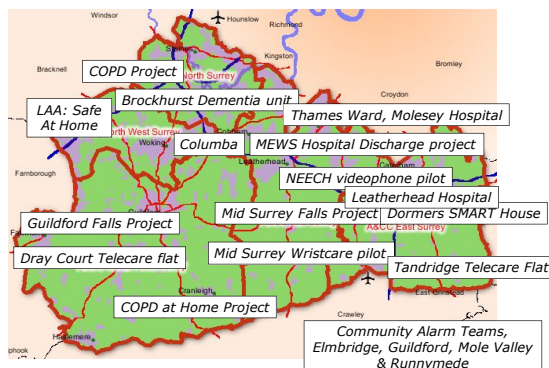 Windsor
Hounslow
Richmond
Kingston
Bracknell
COPD Project
North Surrey
Bromley
Croydon
Brockhurst Dementia unit
LAA: Safe
At Home
Thames Ward, Molesey Hospital
North West Surrey
Woking
Columba
MEWS Hospital Discharge project
Leatherhead
Farnborough
NEECH videophone pilot
Leatherhead Hospital
Guildford Falls Project
Mid Surrey Falls Project
Dormers SMART House
A&CC East Surrey
Dray Court Telecare flat
Mid Surrey Wristcare pilot
Tandridge Telecare Flat
Cranleigh
East Grinstead
COPD at Home Project
Crawley
Haslemere
Community Alarm Teams,
Elmbridge, Guildford, Mole Valley
& Runnymede